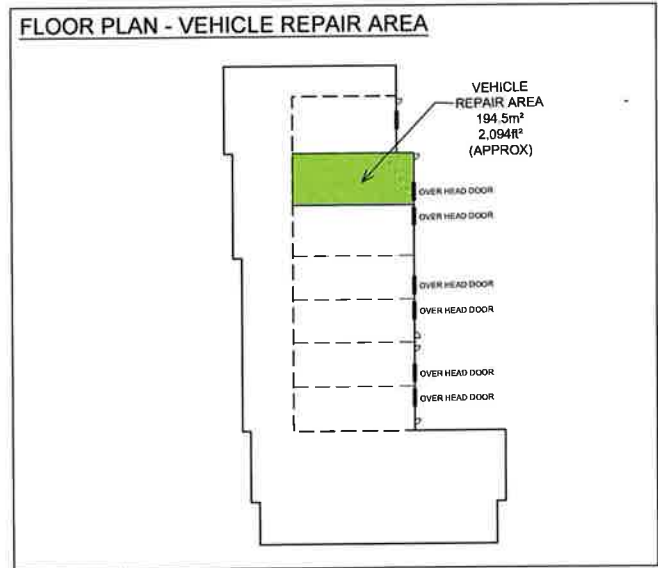 FLOOR PLAN - VEHICLE REPAIR AREA
VEHICLE
REPAIR AREA
194.5m²
2,094ft²
(APPROX)
OVER HEAD DOOR
OVER HEAD DOOR
OVER HEAD DOOR
OVER HEAD DOOR
OVER HEAD DOOR
OVER HEAD DOOR